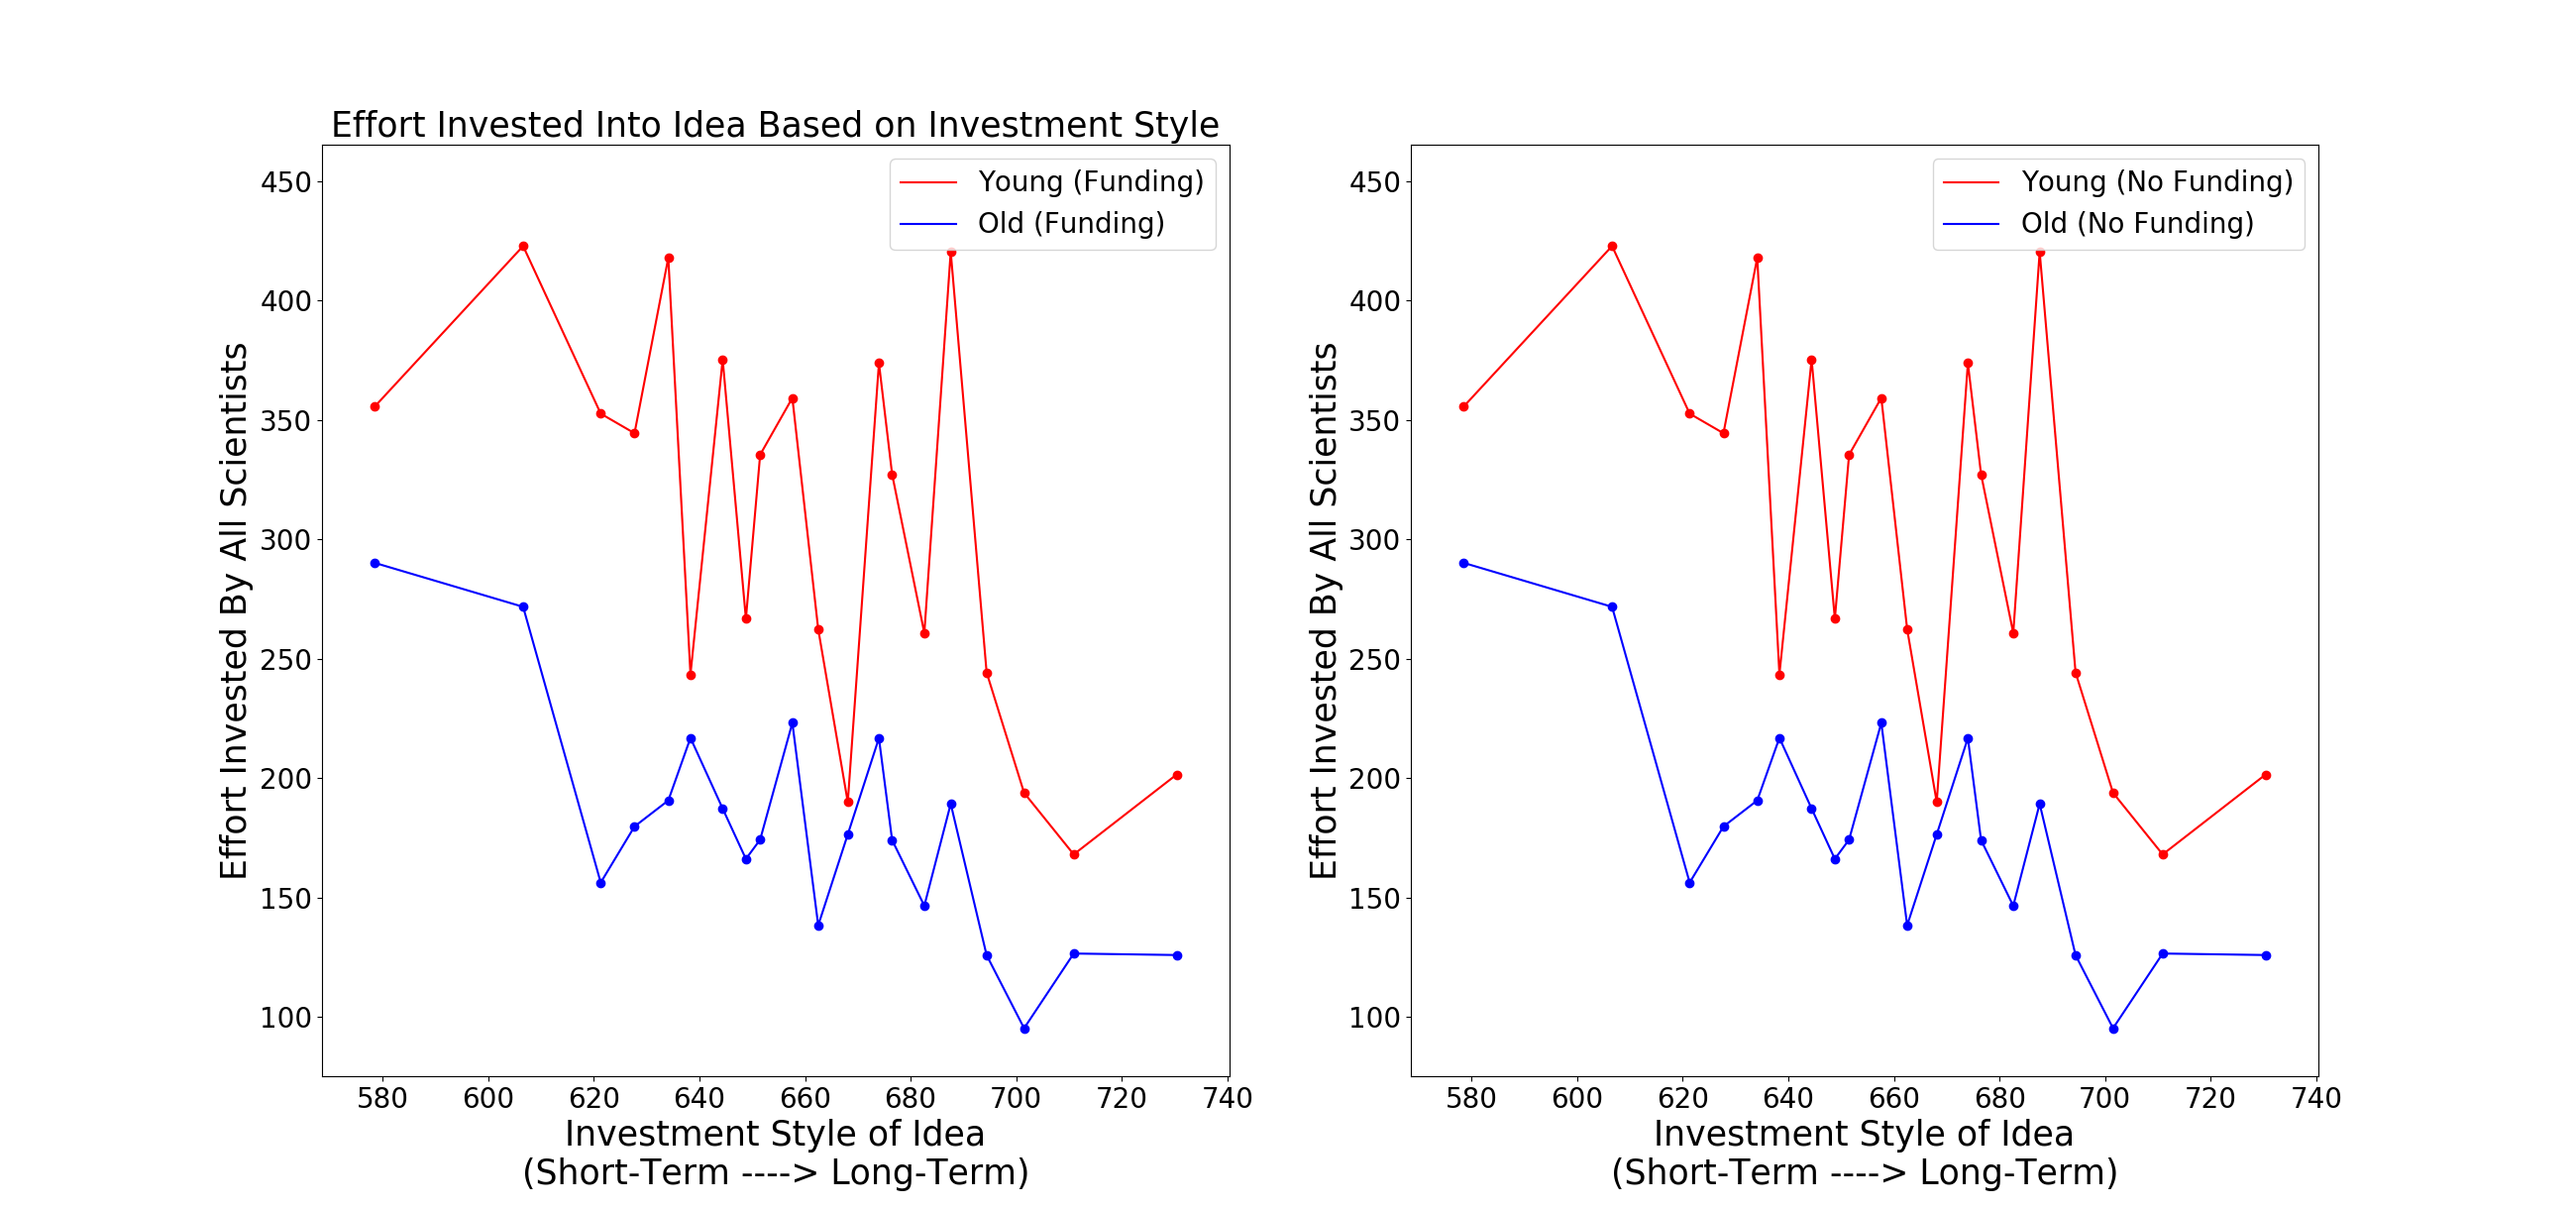 Effort Invested Into Idea Based on Investment Style
Effort Invested By All Scientists
450
400
350
300
250
200
150
100
Young (Funding)
Old (Funding)
580 600 620 640 660 680 700 720 740
Investment Style of Idea
(Short-Term ----> Long-Term)
Effort Invested By All Scientists
450
400
350
300
250
200
150
100
Young (No Funding)
Old (No Funding)
580 600 620 640 660 680 700 720 740
Investment Style of Idea
(Short-Term ----> Long-Term)